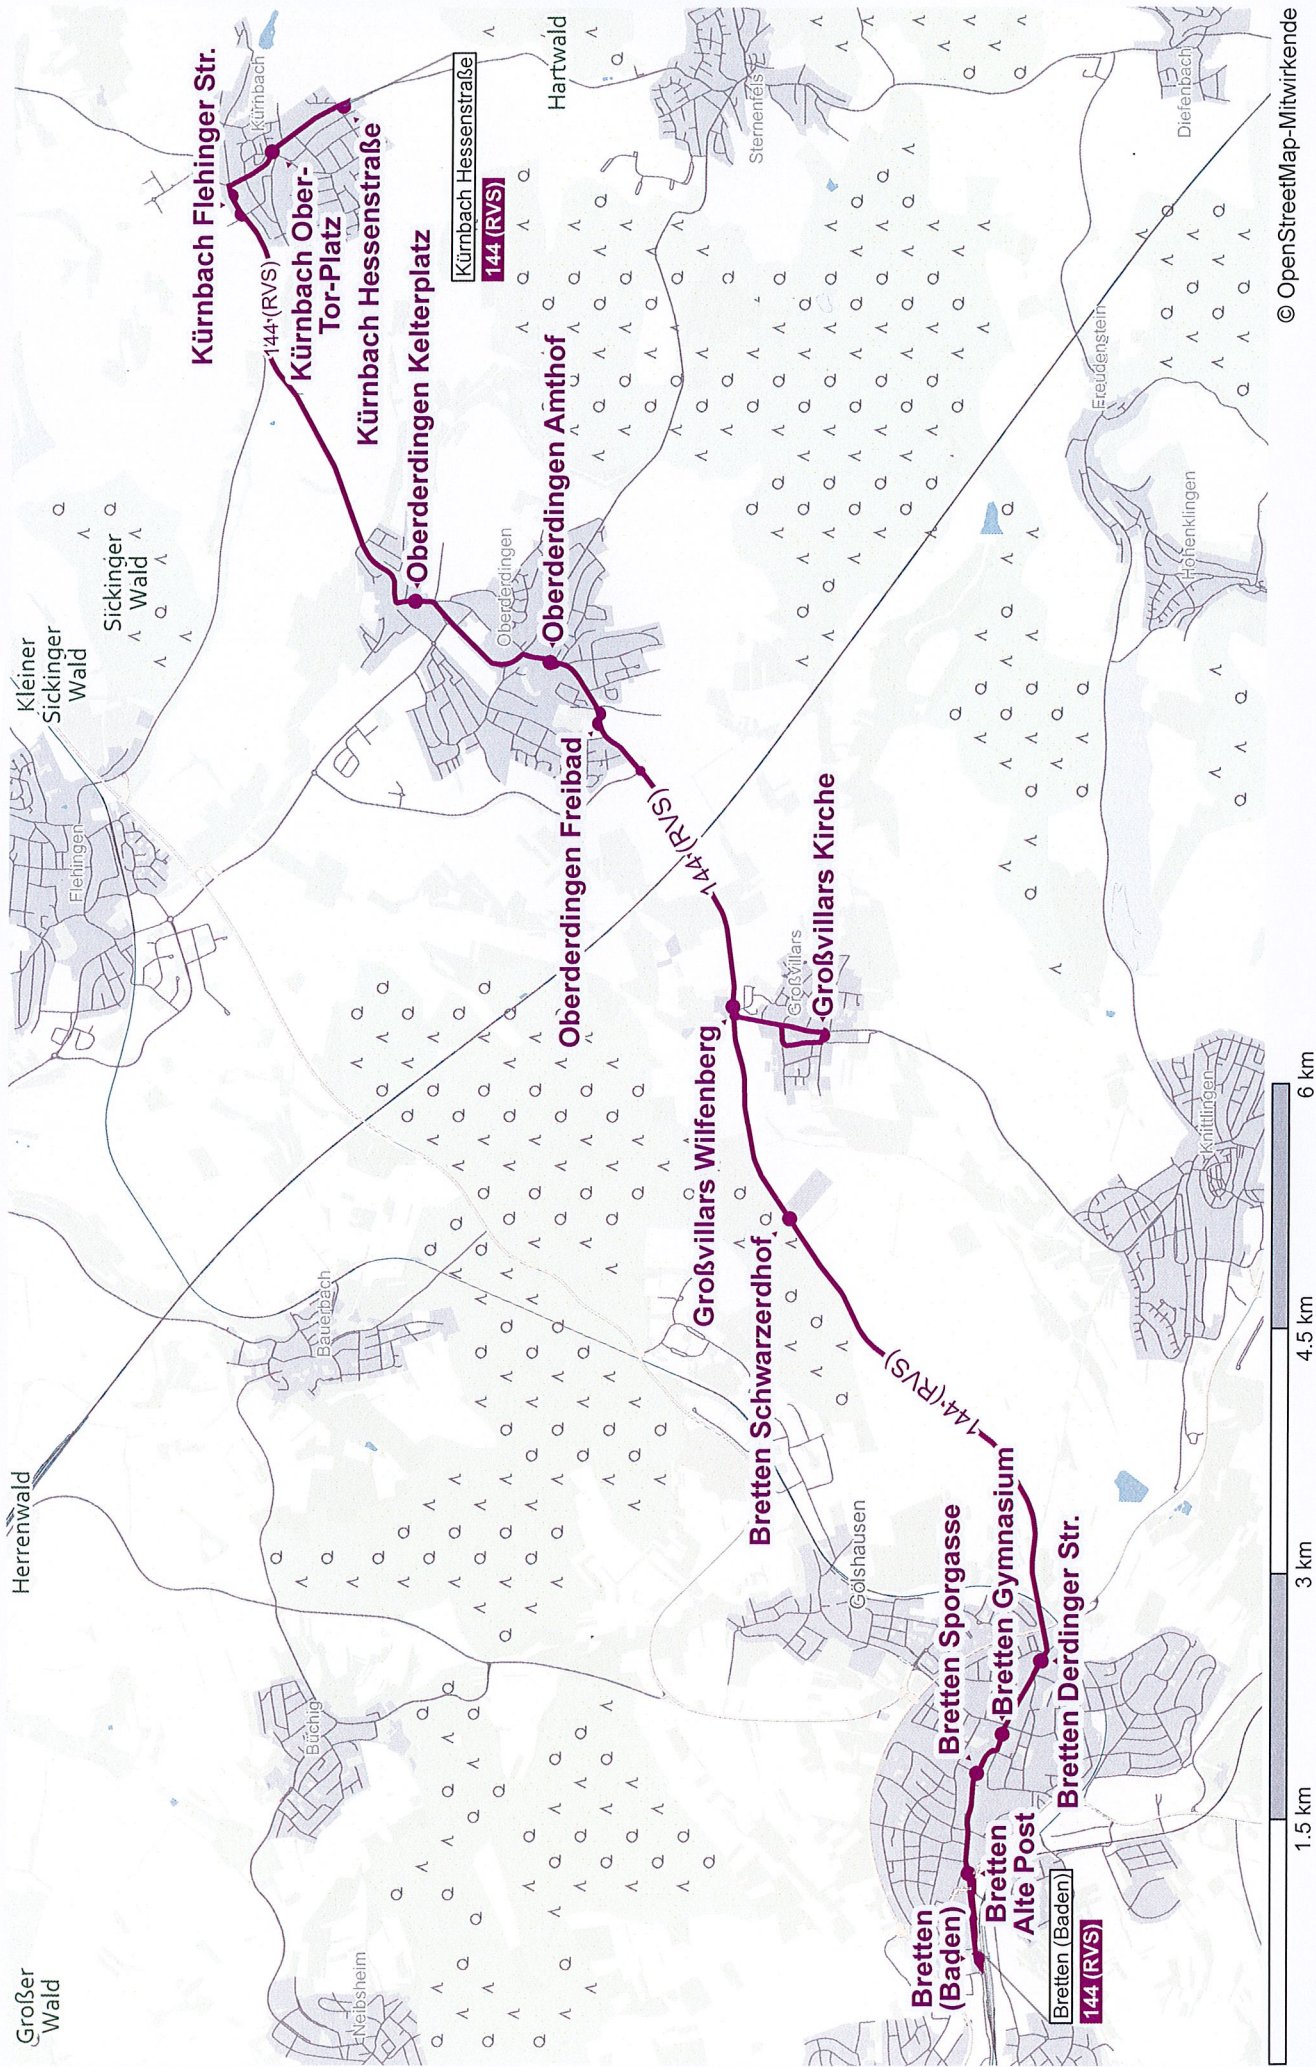 Großer
Wald
Herrenwald
Kleiner
Sickinger
Wald
Sickinger
Wald
Flehingen
Neibsheim
Büchig
Bauerbach
Kürnbach Flehinger Str.
Kürnbach
144 (RVS)
Kürnbach Ober-
Tor-Platz
Kürnbach Hessenstraße
Kürnbach Hessenstraße
144 (RVS)
Oberderdingen Kelterplatz
Oberderdingen
Oberderdingen Amthof
Hartwald
Sternenfels
Oberderdingen Freibad
144 (RVS)
Großvillars Wilfenberg
Großvillars
Großvillars Kirche
Bretten Schwarzerdhof
144 (RVS)
Gölshausen
Bretten Sporgasse
Bretten Gymnasium
Bretten Derdinger Str.
Bretten
(Baden)
Bretten
Alte Post
Bretten (Baden)
144 (RVS)
Freudenstein
Hohenklingen
Diefenbach
Knittlingen
1.5 km
3 km
4.5 km
6 km
© OpenStreetMap-Mitwirkende